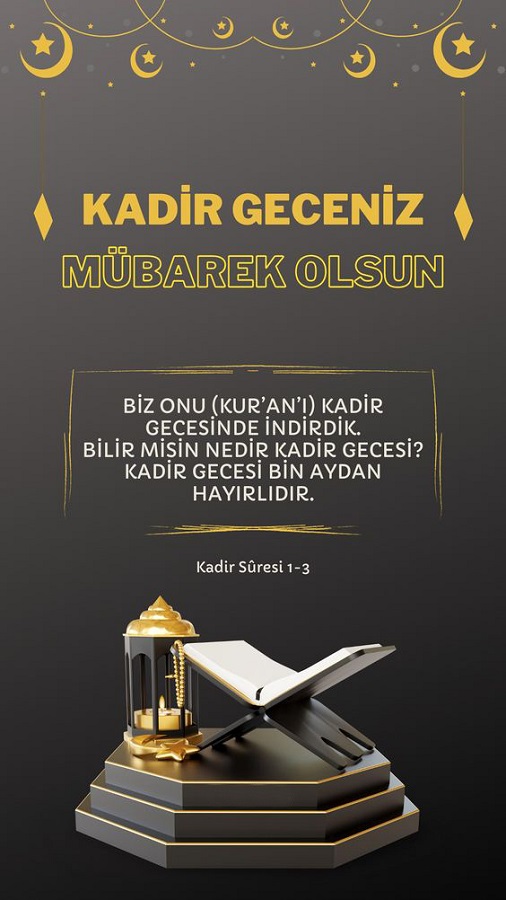 KADİR GECENİZ
MÜBAREK OLSUN
BİZ ONU (KUR’AN’I) KADİR
GECESİNDE İNDİRDİK.
BİLİR MİSİN NEDİR KADİR GECESİ?
KADİR GECESİ BİN AYDAN
HAYIRLIDIR.
Kadir Sûresi 1-3